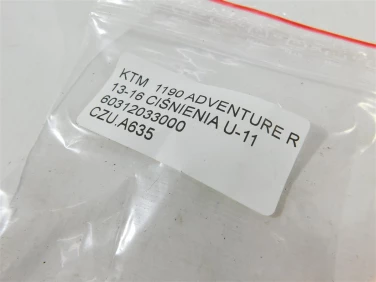 KTM 1190 ADVENTURE R
13-16 CIŚNIENIA U-11
60312033000
CZU.A635